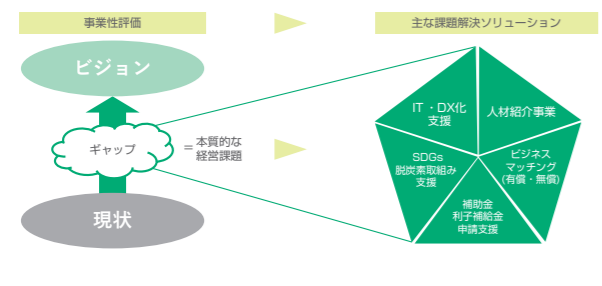 事業性評価
主な課題解決ソリューション
ビジョン
ギャップ
＝本質的な
経営課題
現状
IT・DX化
支援
人材紹介事業
SDGs
脱炭素取組み
支援
ビジネス
マッチング
(有償・無償)
補助金
利子補給金
申請支援